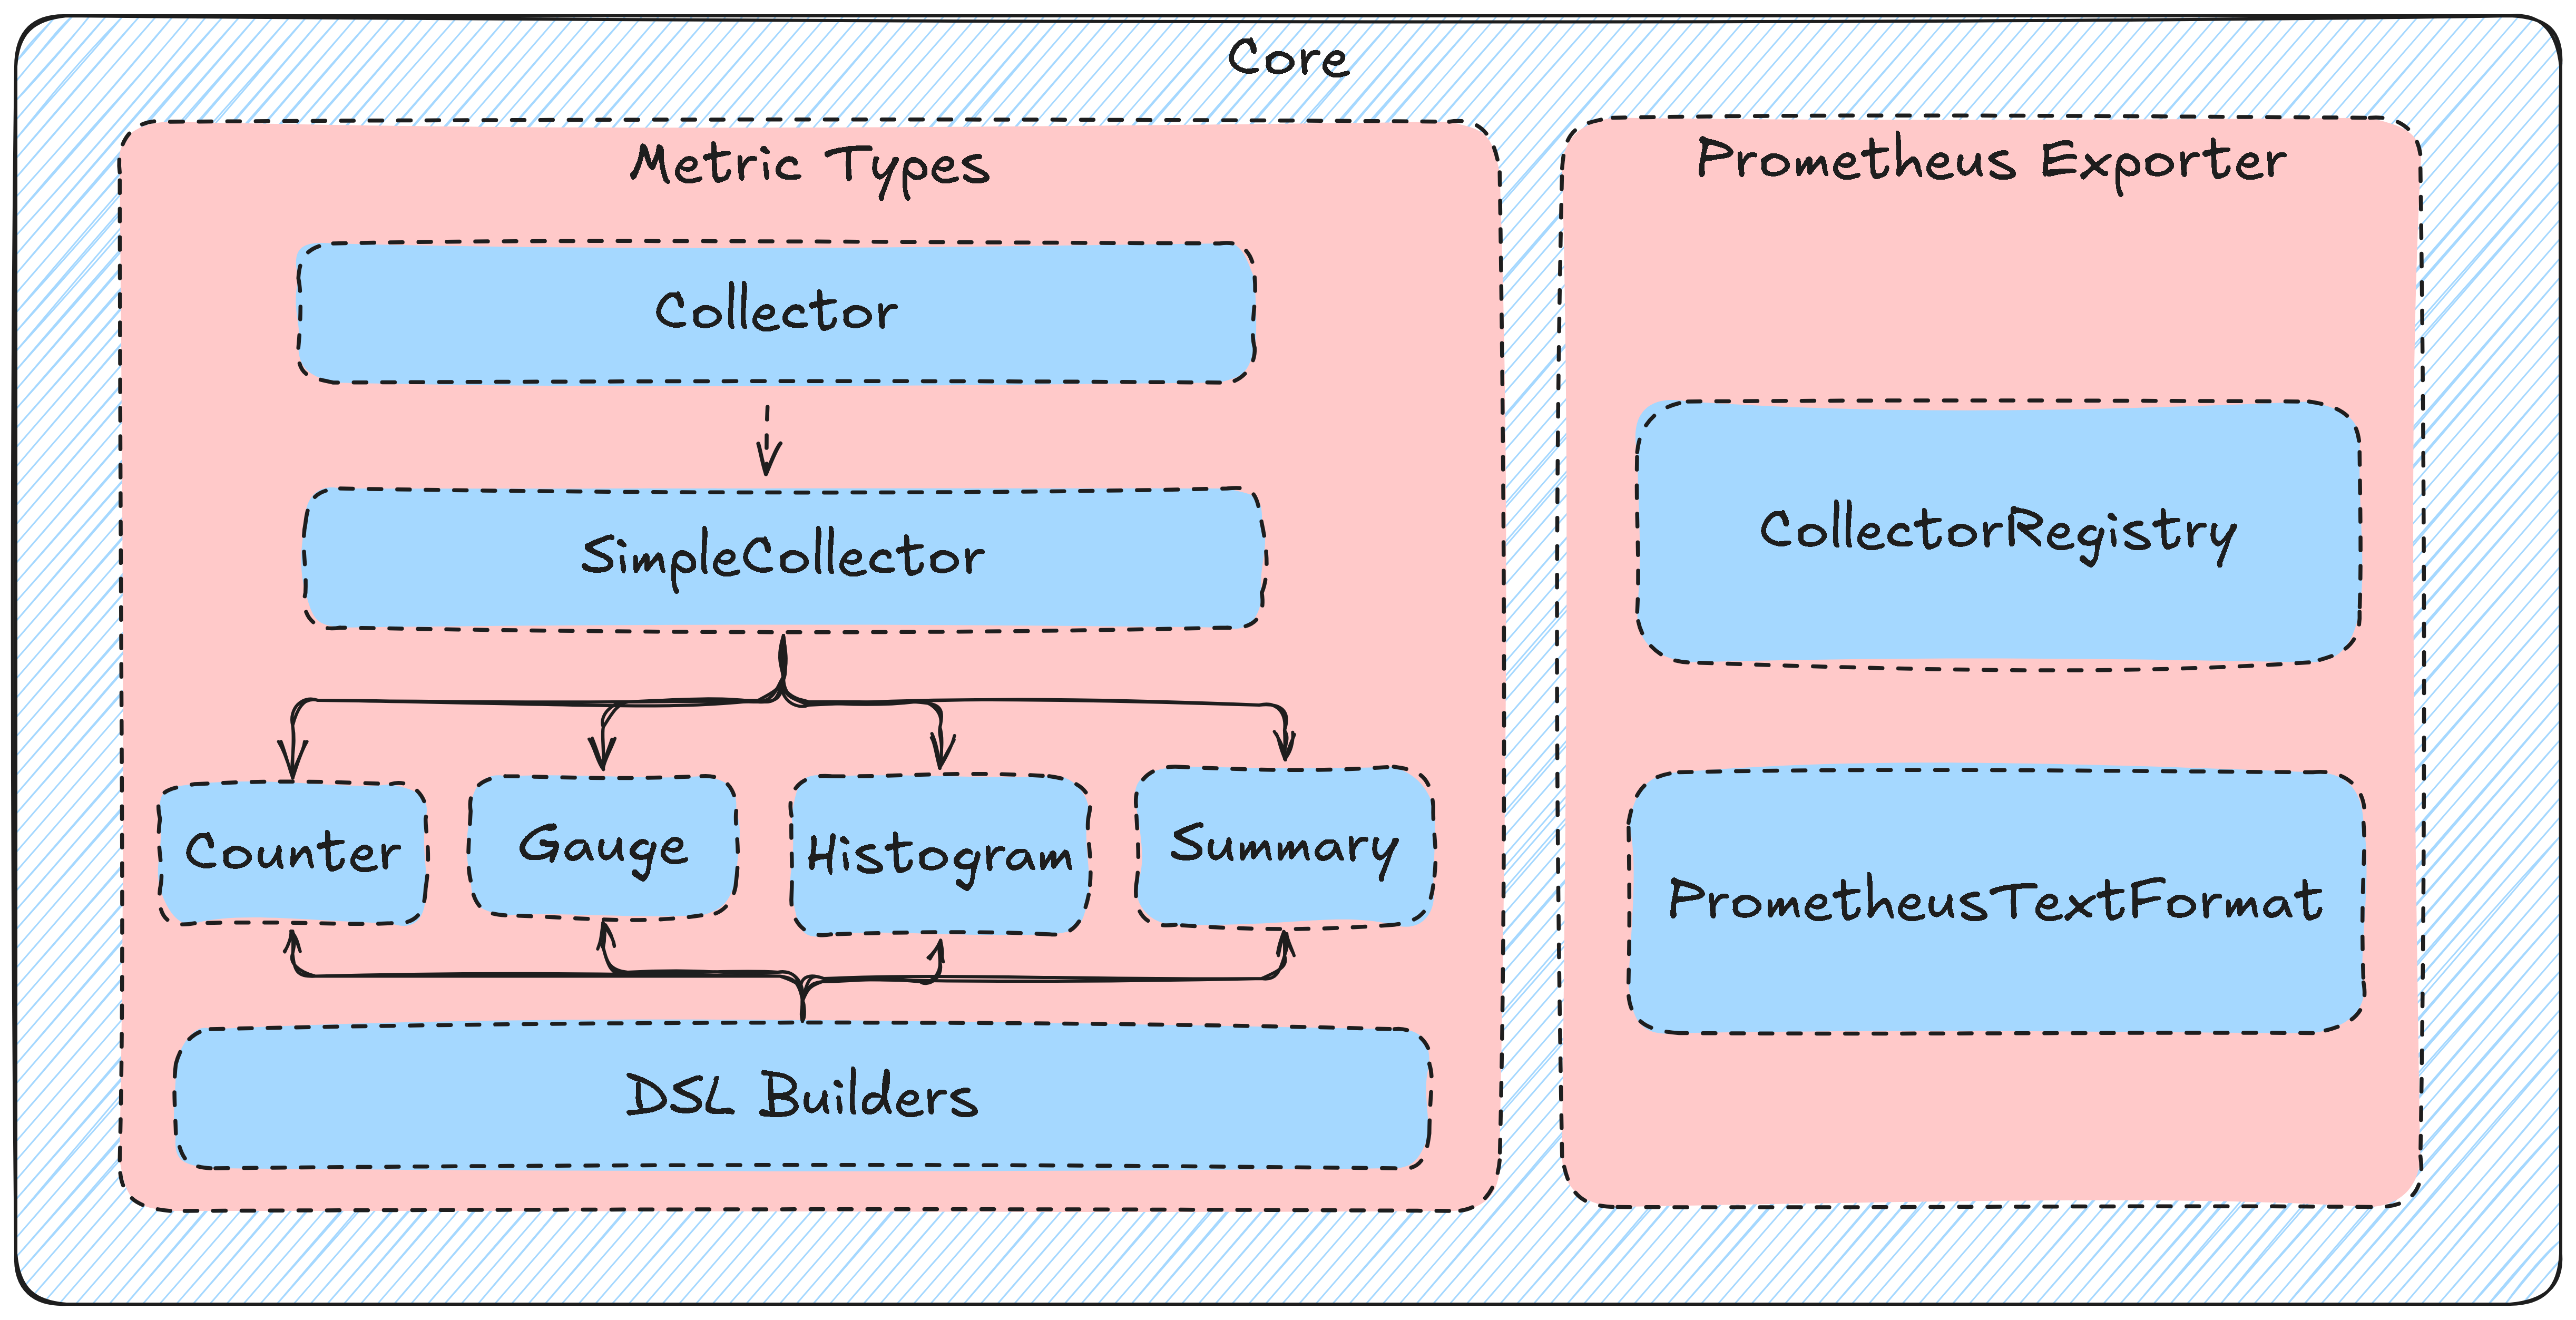 Core
Metric Types
Collector
SimpleCollector
Counter
Gauge
Histogram
Summary
DSL Builders
Prometheus Exporter
CollectorRegistry
PrometheusTextFormat